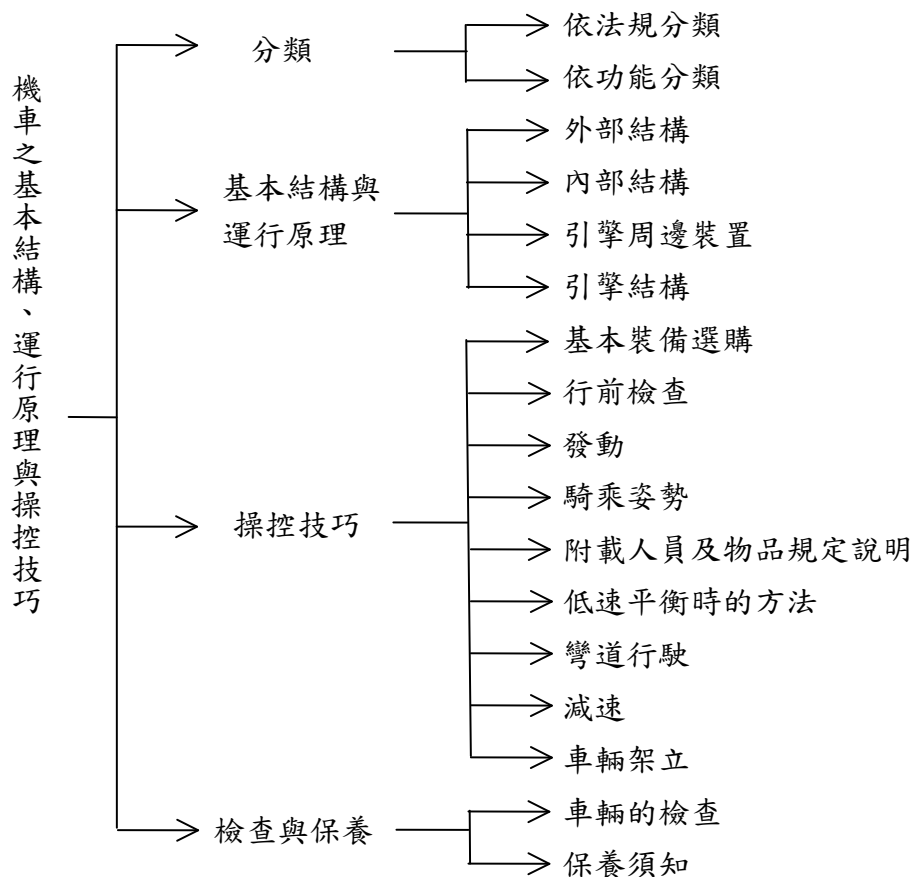 機車之基本結構、運行原理與操控技巧
分類
依法規分類
依功能分類
基本結構與
運行原理
外部結構
內部結構
引擎周邊裝置
引擎結構
操控技巧
基本裝備選購
行前檢查
發動
騎乘姿勢
附載人員及物品規定說明
低速平衡時的方法
彎道行駛
減速
車輛架立
檢查與保養
車輛的檢查
保養須知